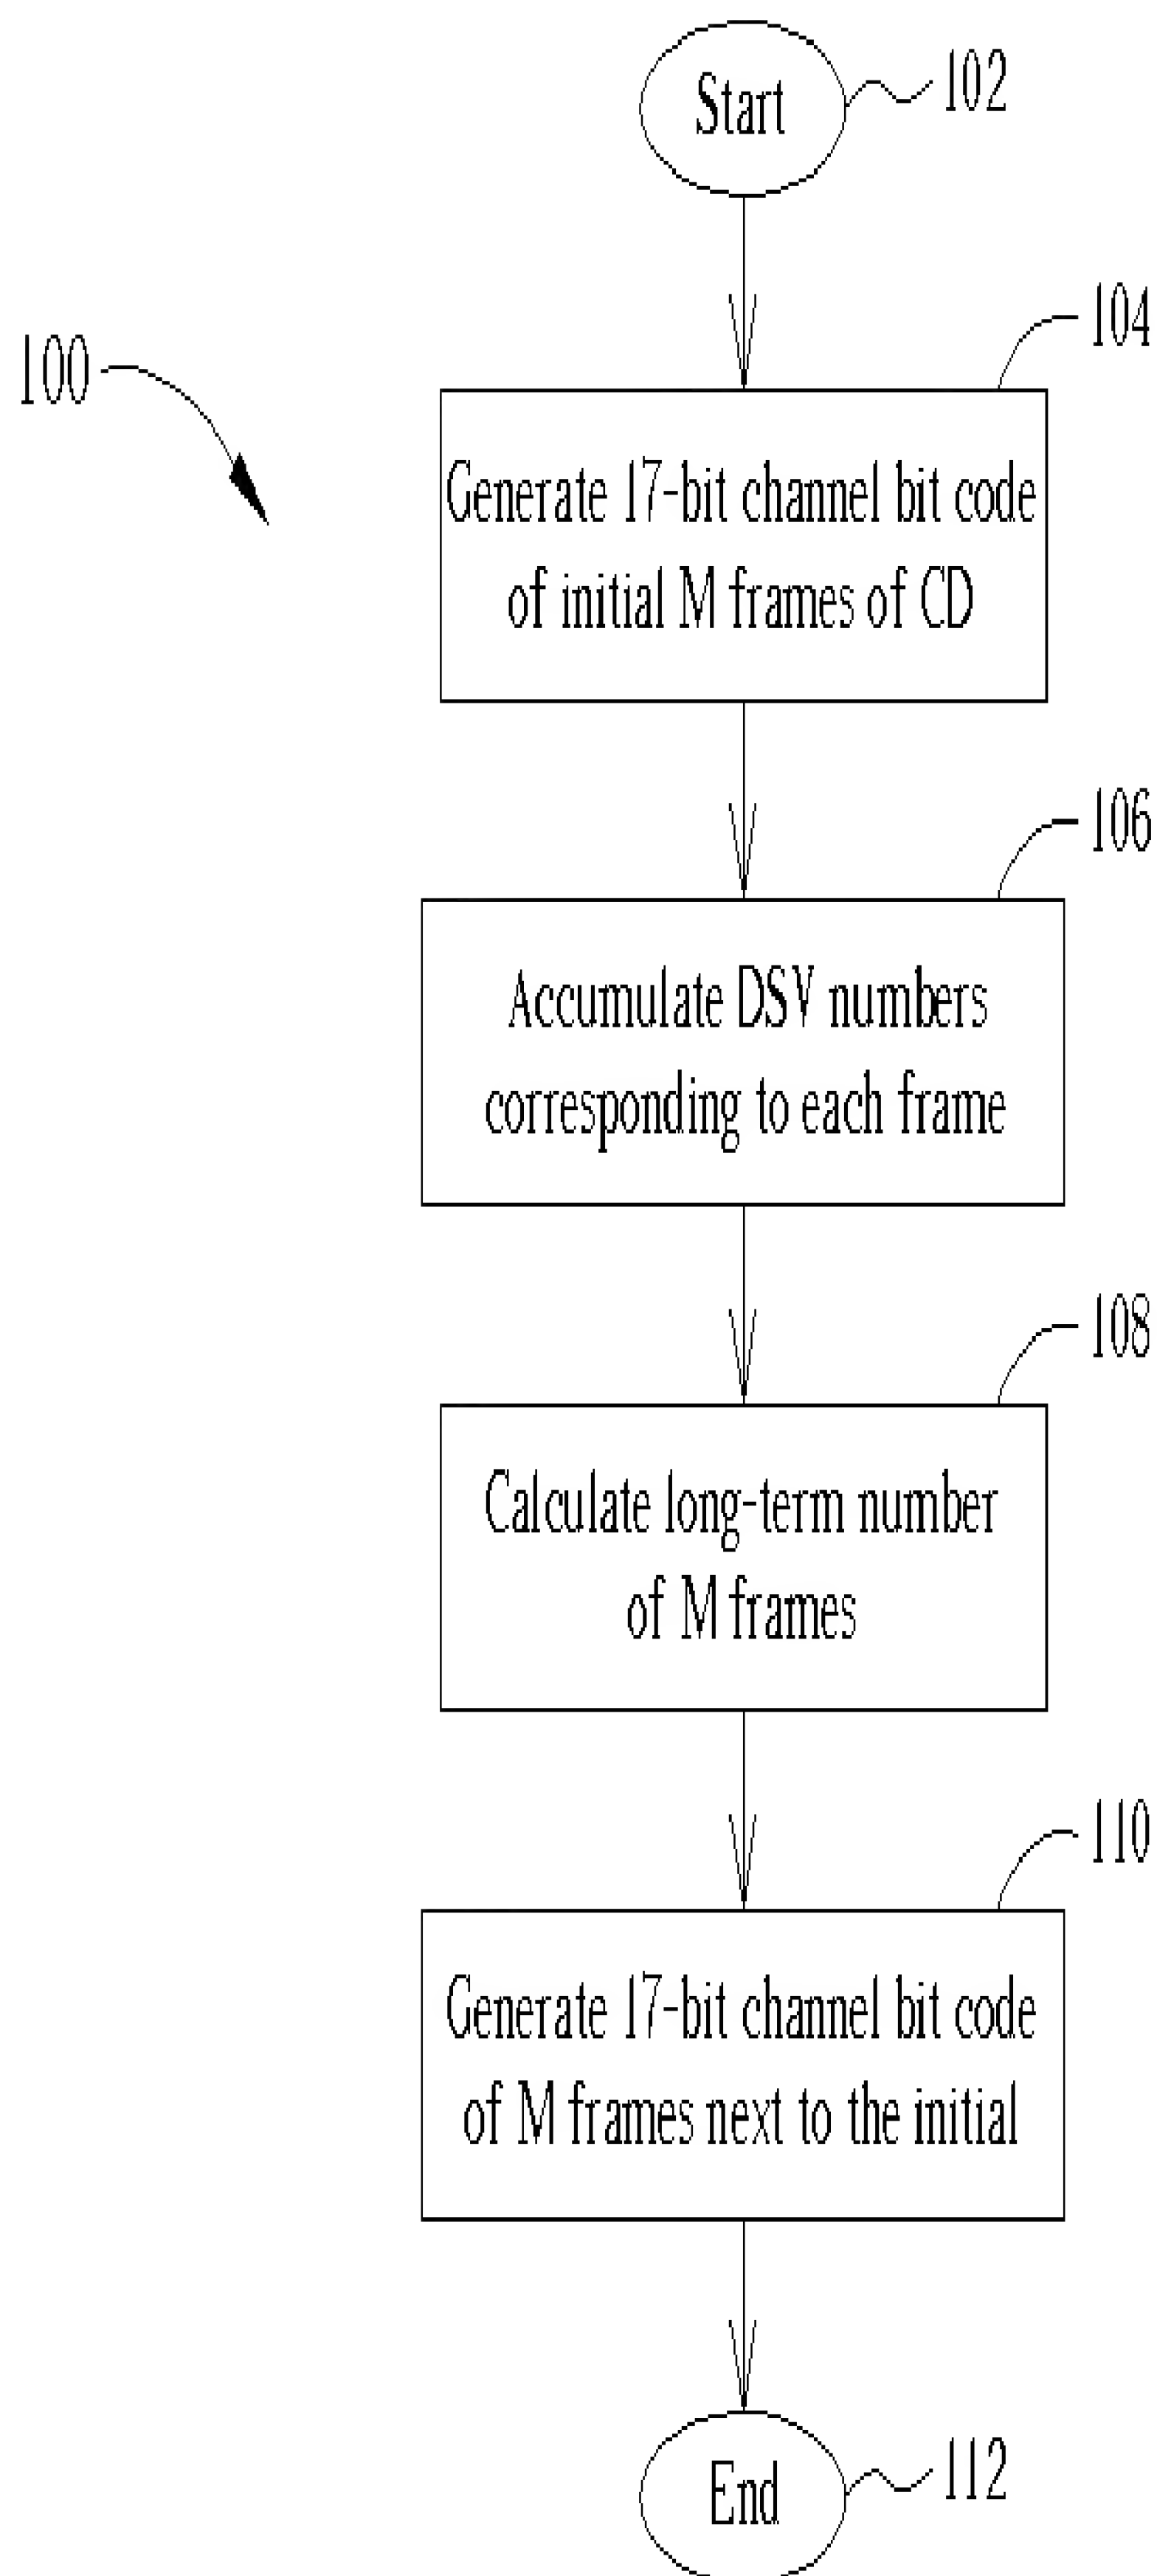 Start
102
100
104
Generate 17-bit channel bit code
of initial M frames of CD
106
Accumulate DSV numbers
corresponding to each frame
108
Calculate long-term number
of M frames
110
Generate 17-bit channel bit code
of M frames next to the initial
End
112